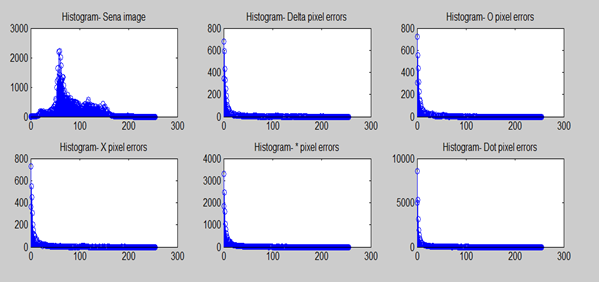 Histogram- Sena image
Histogram- Delta pixel errors
Histogram- O pixel errors
3000
2000
1000
0
0 100 200 300
800
600
400
200
0
0 100 200 300
800
600
400
200
0
0 100 200 300
Histogram- X pixel errors
Histogram- * pixel errors
Histogram- Dot pixel errors
800
600
400
200
0
0 100 200 300
4000
3000
2000
1000
0
0 100 200 300
10000
5000
0
0 100 200 300